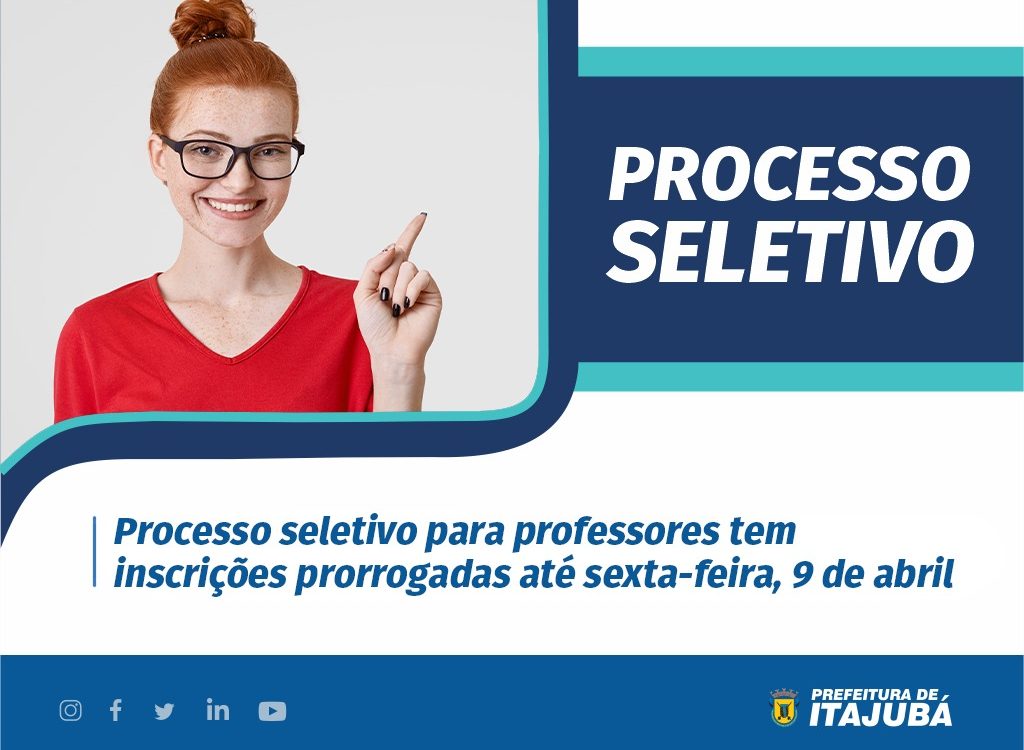 PROCESSO
SELETIVO
Processo seletivo para professores tem
inscrições prorrogadas até sexta-feira, 9 de abril
PREFEITURA DE
ITAJUBÁ